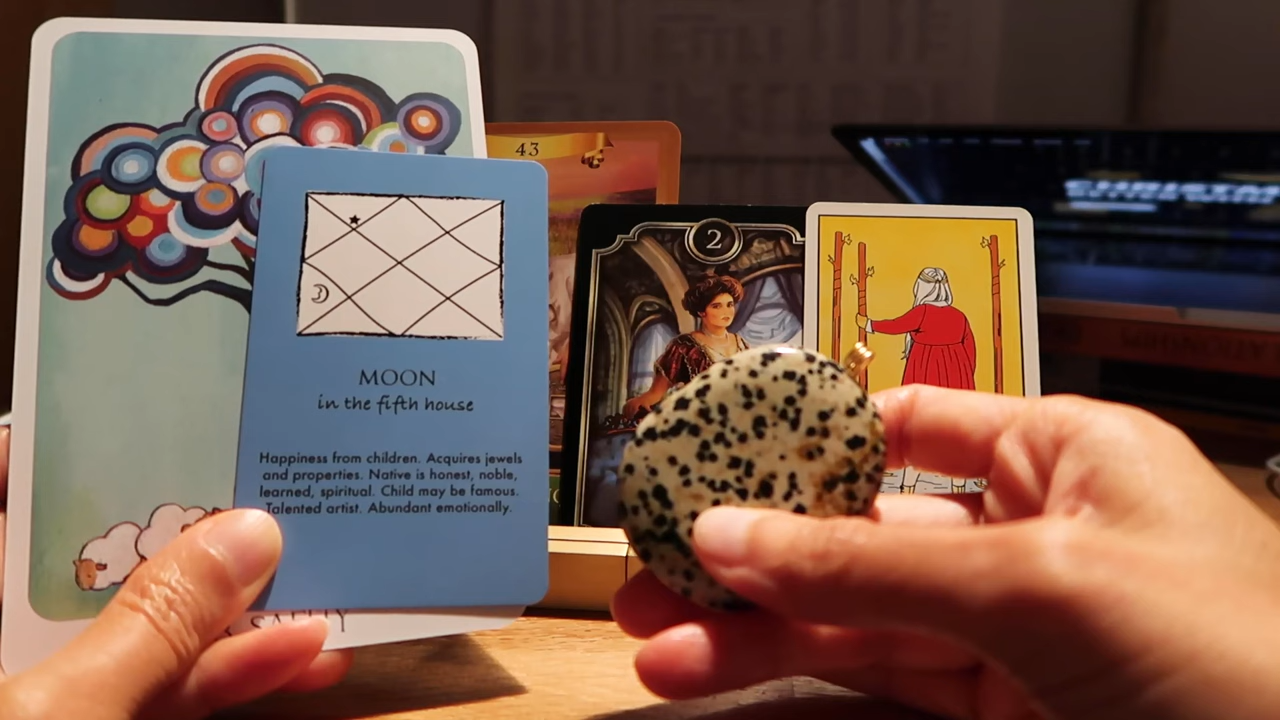 43
2
MOON
in the fifth house
Happiness from children. Acquires jewels
and properties. Native is honest, noble,
learned, spiritual. Child may be famous.
Talented artist. Abundant emotionally.